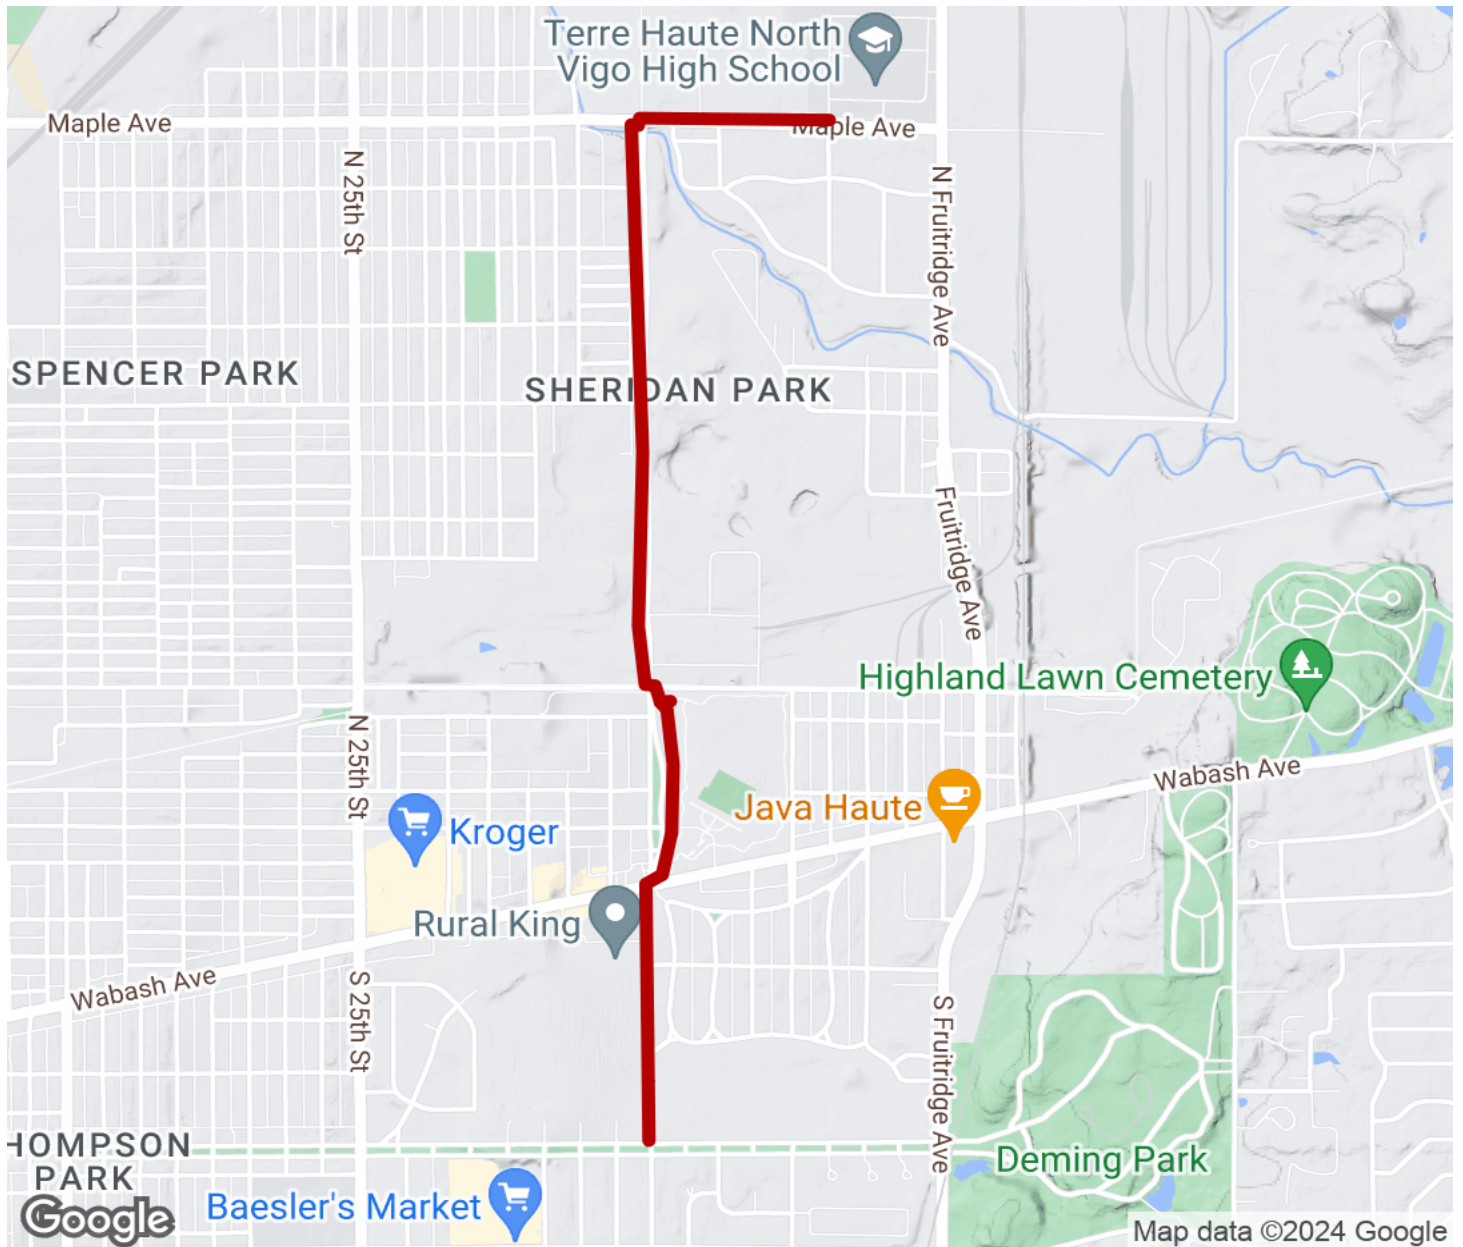 Terre Haute North
Vigo High School
Maple Ave
Maple Ave
N 25th St
N Fruitridge Ave
SPENCER PARK
SHERIDAN PARK
Fruitridge Ave
Highland Lawn Cemetery
N 25th St
Wabash Ave
Java Haute
Kroger
Rural King
Wabash Ave
S 25th St
S Fruitridge Ave
HOMPSON
PARK
Deming Park
Baesler's Market
Google
Map data ©2024 Google